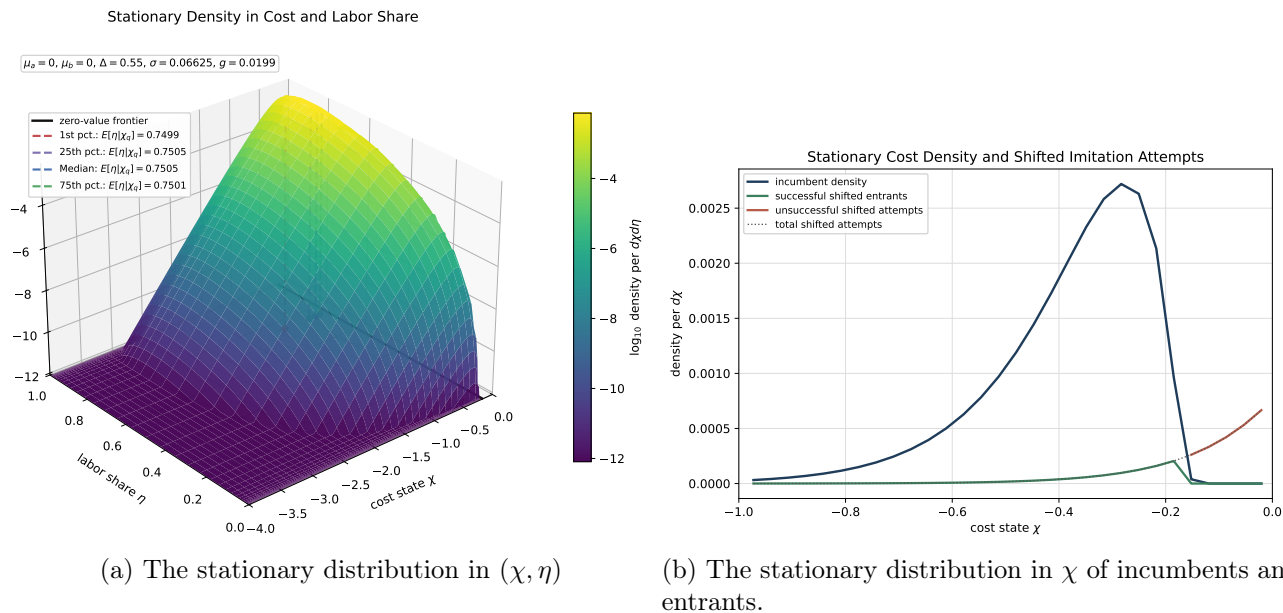 Stationary Density in Cost and Labor Share
μₐ = 0, μ_b = 0, Δ = 0.55, σ = 0.06625, g = 0.0199
zero-value frontier
1st pct.: E[η|χ_q] = 0.7499
25th pct.: E[η|χ_q] = 0.7505
Median: E[η|χ_q] = 0.7505
75th pct.: E[η|χ_q] = 0.7501
−4
−6
−8
−10
−12
1.0
0.8
0.6
0.4
0.2
0.0
labor share η
−4.0
−3.5
−3.0
−2.5
−2.0
−1.5
−1.0
−0.5
0.0
cost state χ
−4
−6
−8
−10
−12
log₁₀ density per dχdη
(a) The stationary distribution in (χ, η)
Stationary Cost Density and Shifted Imitation Attempts
incumbent density
successful shifted entrants
unsuccessful shifted attempts
total shifted attempts
0.0025
0.0020
0.0015
0.0010
0.0005
0.0000
density per dχ
−1.0
−0.8
−0.6
−0.4
−0.2
0.0
cost state χ
(b) The stationary distribution in χ of incumbents an
entrants.